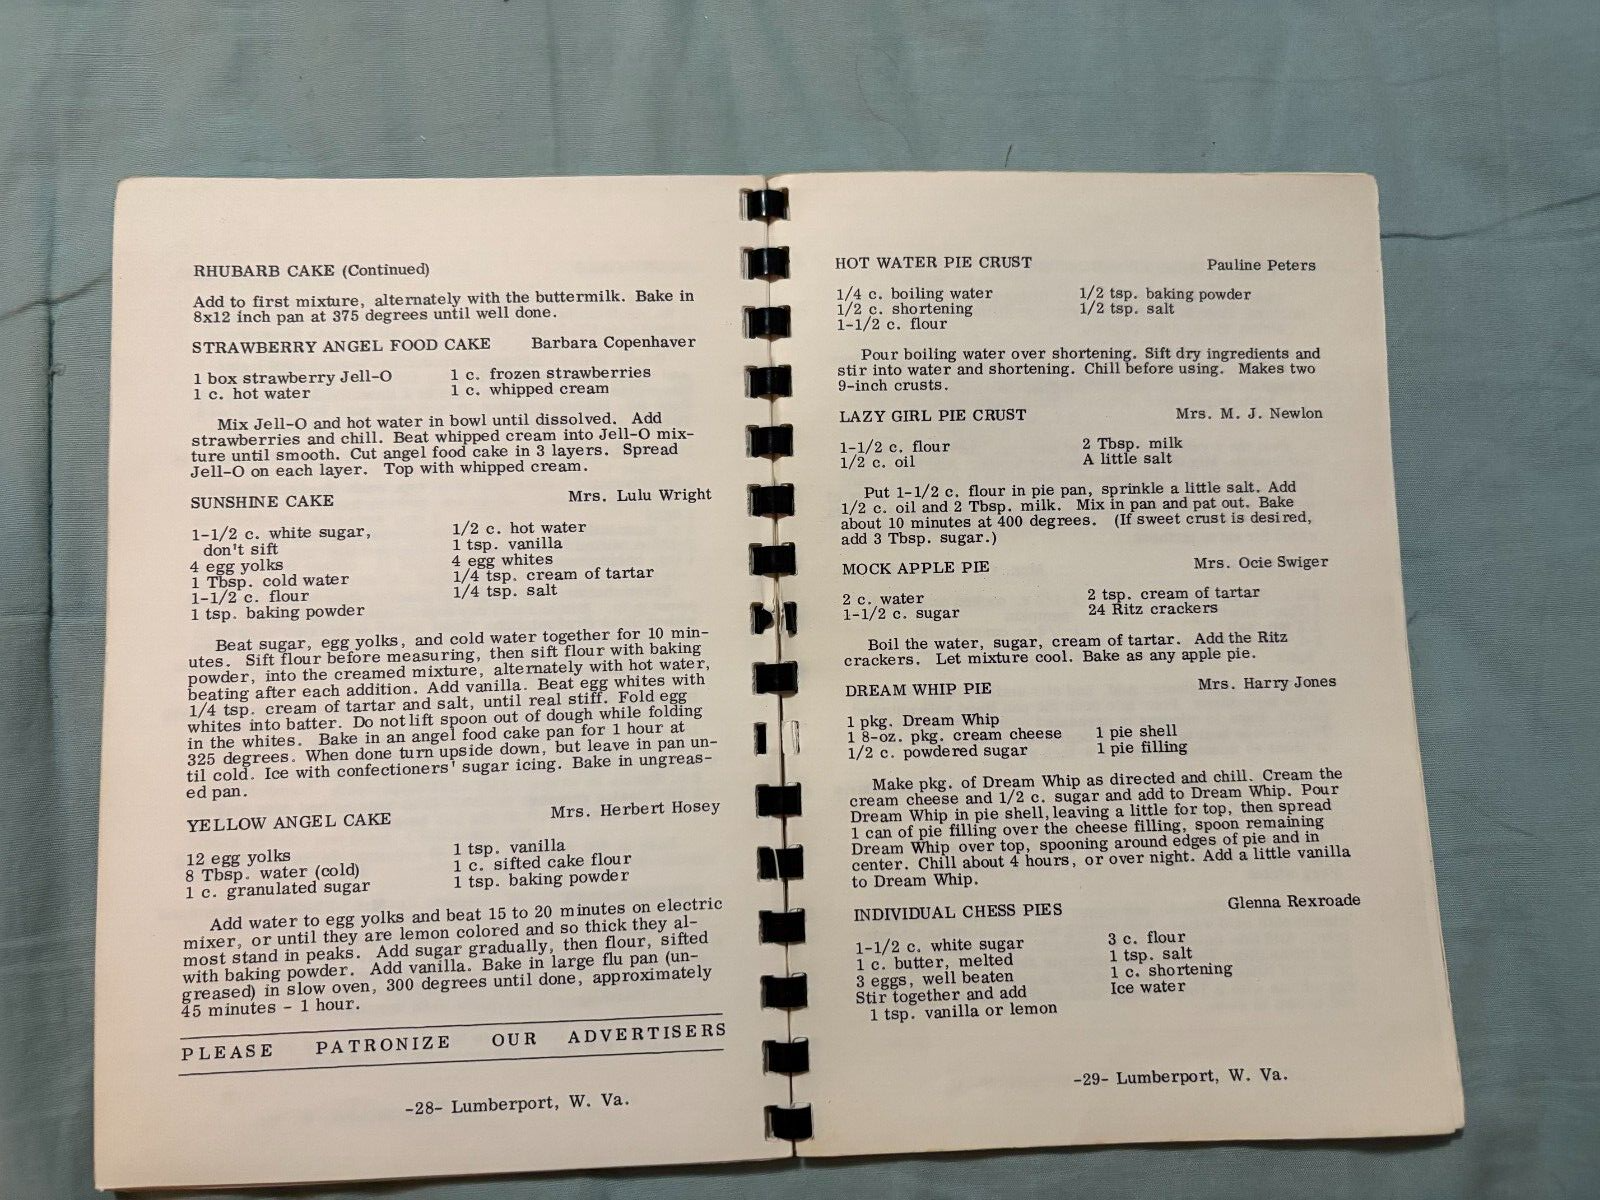 RHUBARB CAKE (Continued)
Add to first mixture, alternately with the buttermilk. Bake in
8x12 inch pan at 375 degrees until well done.
STRAWBERRY ANGEL FOOD CAKE Barbara Copenhaver
1 box strawberry Jell-O 1 c. frozen strawberries
1 c. hot water 1 c. whipped cream
Mix Jell-O and hot water in bowl until dissolved. Add
strawberries and chill. Beat whipped cream into Jell-O mix-
ture until smooth. Cut angel food cake in 3 layers. Spread
Jell-O on each layer. Top with whipped cream.
SUNSHINE CAKE Mrs. Lulu Wright
1-1/2 c. white sugar, 1/2 c. hot water
don't sift 1 tsp. vanilla
4 egg yolks 4 egg whites
1 Tbsp. cold water 1/4 tsp. cream of tartar
1-1/2 c. flour 1/4 tsp. salt
1 tsp. baking powder
Beat sugar, egg yolks, and cold water together for 10 min-
utes. Sift flour before measuring, then sift flour with baking
powder, into the creamed mixture, alternately with hot water,
beating after each addition. Add vanilla. Beat egg whites with
1/4 tsp. cream of tartar and salt, until real stiff. Fold egg
whites into batter. Do not lift spoon out of dough while folding
in the whites. Bake in an angel food cake pan for 1 hour at
325 degrees. When done turn upside down, but leave in pan un-
til cold. Ice with confectioners' sugar icing. Bake in ungreas-
ed pan.
YELLOW ANGEL CAKE Mrs. Herbert Hosey
12 egg yolks 1 tsp. vanilla
8 Tbsp. water (cold) 1 c. sifted cake flour
1 c. granulated sugar 1 tsp. baking powder
Add water to egg yolks and beat 15 to 20 minutes on electric
mixer, or until they are lemon colored and so thick they al-
most stand in peaks. Add sugar gradually, then flour, sifted
with baking powder. Add vanilla. Bake in large flu pan (un-
greased) in slow oven, 300 degrees until done, approximately
45 minutes - 1 hour.
PLEASE PATRONIZE OUR ADVERTISERS
-28- Lumberport, W. Va.
HOT WATER PIE CRUST Pauline Peters
1/4 c. boiling water 1/2 tsp. baking powder
1/2 c. shortening 1/2 tsp. salt
1-1/2 c. flour
Pour boiling water over shortening. Sift dry ingredients and
stir into water and shortening. Chill before using. Makes two
9-inch crusts.
LAZY GIRL PIE CRUST Mrs. M. J. Newlon
1-1/2 c. flour 2 Tbsp. milk
1/2 c. oil A little salt
Put 1-1/2 c. flour in pie pan, sprinkle a little salt. Add
1/2 c. oil and 2 Tbsp. milk. Mix in pan and pat out. Bake
about 10 minutes at 400 degrees. (If sweet crust is desired,
add 3 Tbsp. sugar.)
MOCK APPLE PIE Mrs. Ocie Swiger
2 c. water 2 tsp. cream of tartar
1-1/2 c. sugar 24 Ritz crackers
Boil the water, sugar, cream of tartar. Add the Ritz
crackers. Let mixture cool. Bake as any apple pie.
DREAM WHIP PIE Mrs. Harry Jones
1 pkg. Dream Whip
1 8-oz. pkg. cream cheese 1 pie shell
1/2 c. powdered sugar 1 pie filling
Make pkg. of Dream Whip as directed and chill. Cream the
cream cheese and 1/2 c. sugar and add to Dream Whip. Pour
Dream Whip in pie shell, leaving a little for top, then spread
1 can of pie filling over the cheese filling, spoon remaining
Dream Whip over top, spooning around edges of pie and in
center. Chill about 4 hours, or over night. Add a little vanilla
to Dream Whip.
INDIVIDUAL CHESS PIES Glenna Rexroade
1-1/2 c. white sugar 3 c. flour
1 c. butter, melted 1 tsp. salt
3 eggs, well beaten 1 c. shortening
Stir together and add Ice water
1 tsp. vanilla or lemon
-29- Lumberport, W. Va.